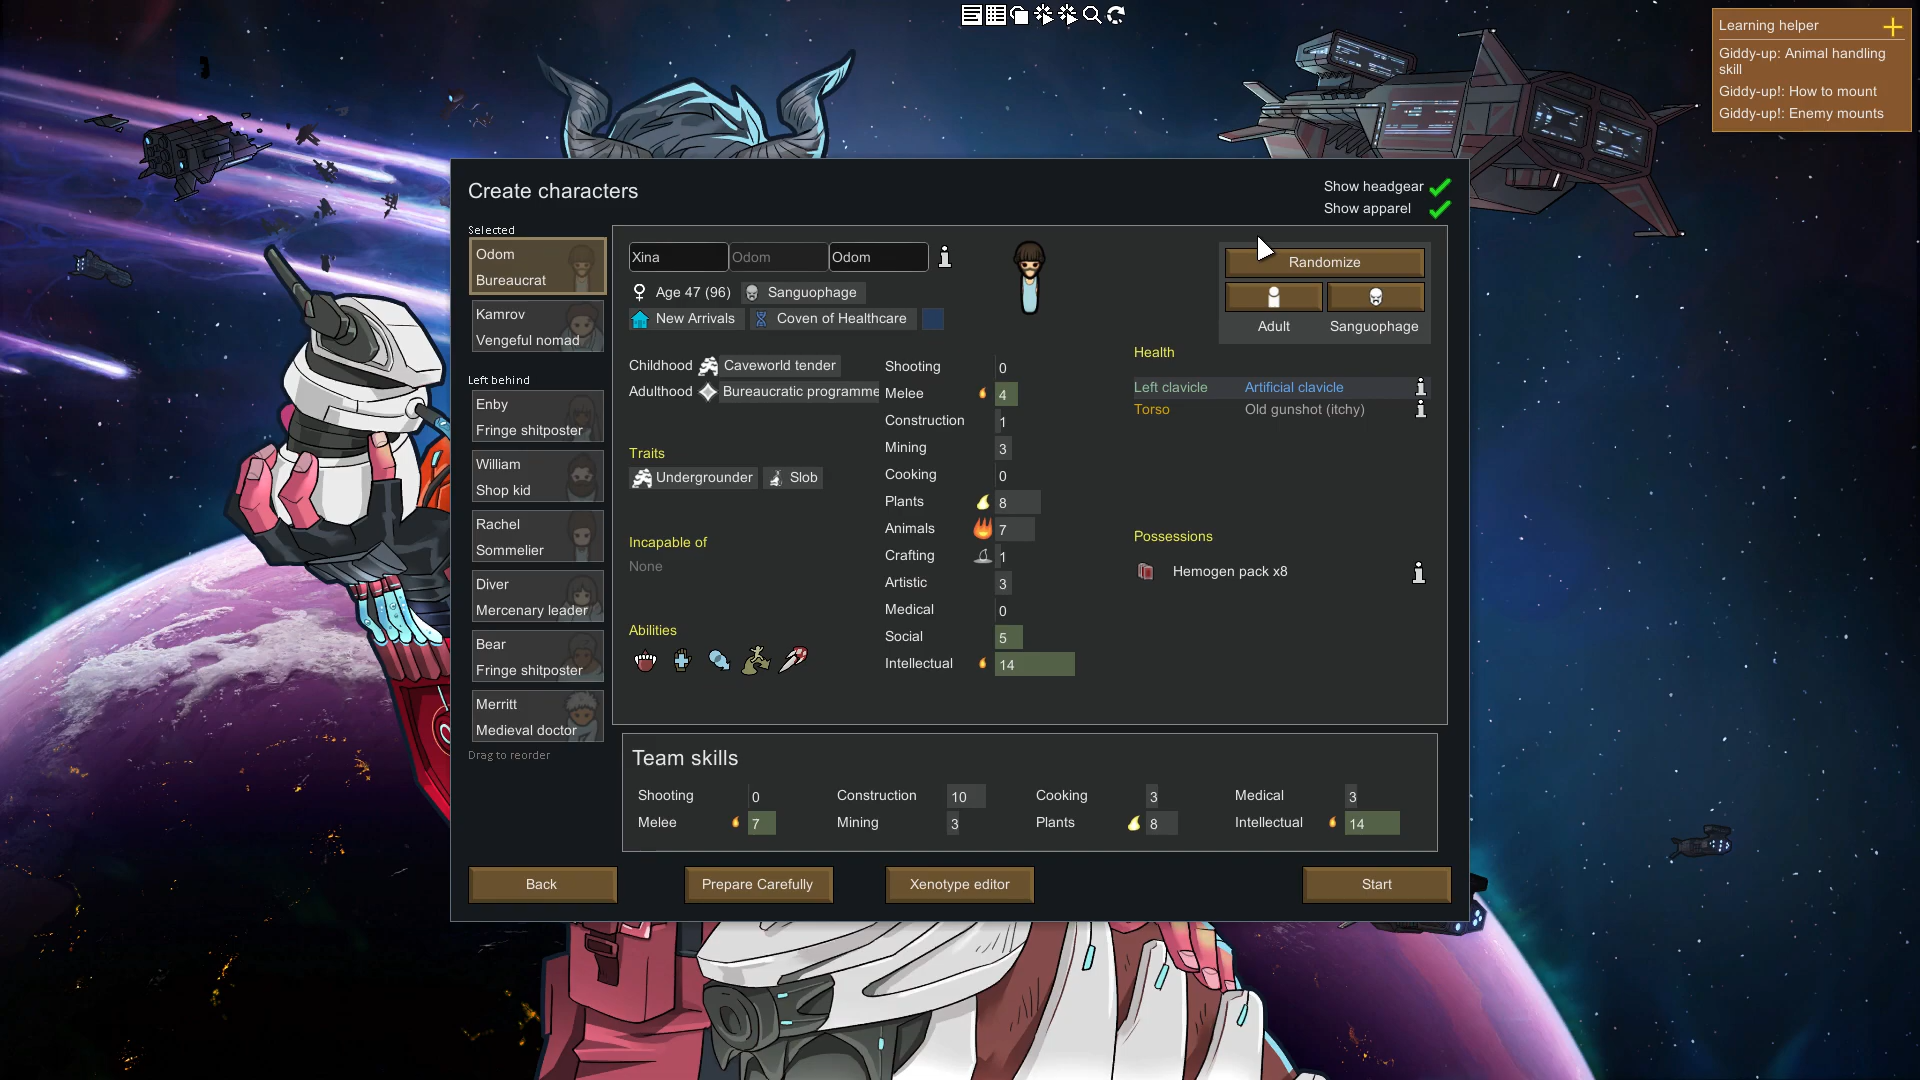 Learning helper
Giddy-up: Animal handling
skill
Giddy-up!: How to mount
Giddy-up!: Enemy mounts
Create characters
Show headgear
Show apparel
Selected
Odom
Bureaucrat
Kamrov
Vengeful nomad
Left behind
Enby
Fringe shitposter
William
Shop kid
Rachel
Sommelier
Diver
Mercenary leader
Bear
Fringe shitposter
Merritt
Medieval doctor
Drag to reorder
Xina Odom Odom
Age 47 (96) Sanguophage
New Arrivals Coven of Healthcare
Randomize
Adult Sanguophage
Childhood Caveworld tender
Adulthood Bureaucratic programme
Traits
Undergrounder Slob
Incapable of
None
Abilities
Shooting 0
Melee 4
Construction 1
Mining 3
Cooking 0
Plants 8
Animals 7
Crafting 1
Artistic 3
Medical 0
Social 5
Intellectual 14
Health
Left clavicle Artificial clavicle
Torso Old gunshot (itchy)
Possessions
Hemogen pack x8
Team skills
Shooting 0 Construction 10 Cooking 3 Medical 3
Melee 7 Mining 3 Plants 8 Intellectual 14
Back Prepare Carefully Xenotype editor Start